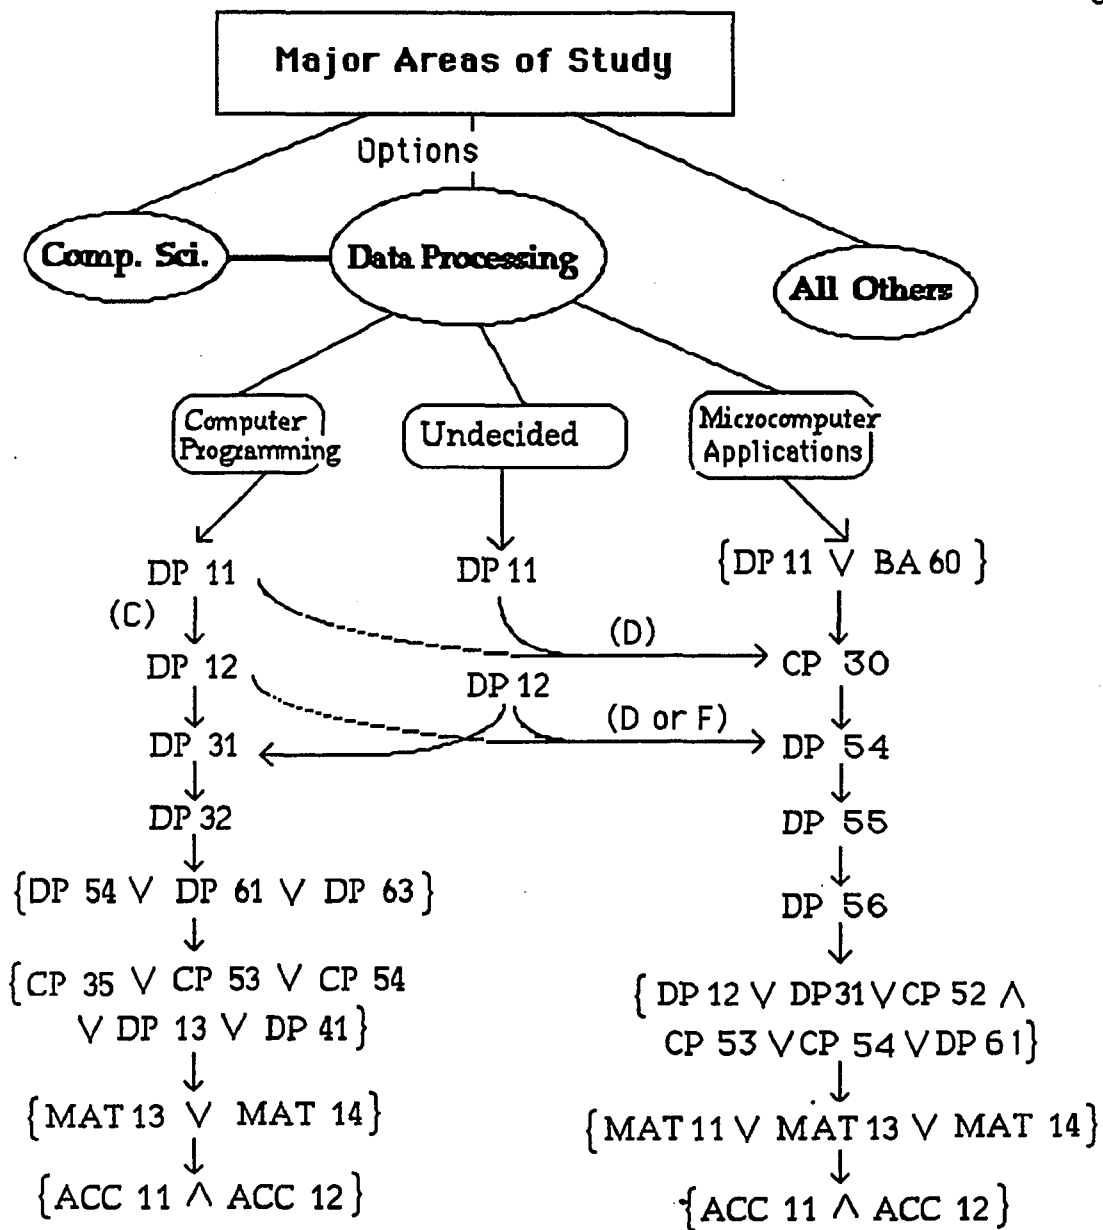 Major Areas of Study
Options
Comp. Sci.
Data Processing
All Others
Computer
Programming
Undecided
Microcomputer
Applications
DP 11
DP 11
{DP 11 ∨ BA 60}
(C)
(D)
DP 12
DP 12
CP 30
(D or F)
DP 31
DP 54
DP 32
DP 55
{DP 54 ∨ DP 61 ∨ DP 63}
DP 56
{CP 35 ∨ CP 53 ∨ CP 54
∨ DP 13 ∨ DP 41}
{DP 12 ∨ DP31 ∨ CP 52 ∧
CP 53 ∨ CP 54 ∨ DP 61}
{MAT 13 ∨ MAT 14}
{MAT 11 ∨ MAT 13 ∨ MAT 14}
{ACC 11 ∧ ACC 12}
{ACC 11 ∧ ACC 12}